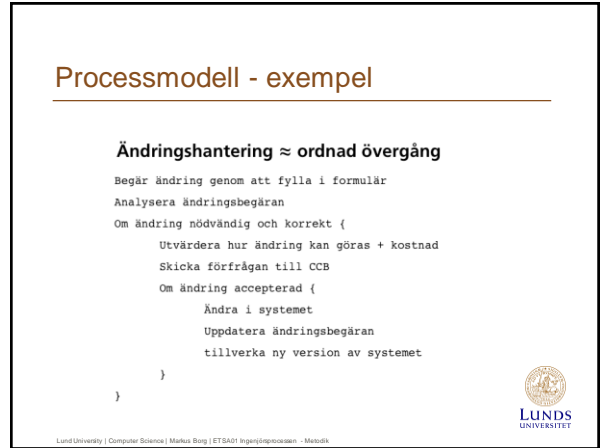 Processmodell - exempel
Ändringshantering ≈ ordnad övergång
Begär ändring genom att fylla i formulär
Analysera ändringsbegäran
Om ändring nödvändig och korrekt {
Utvärdera hur ändring kan göras + kostnad
Skicka förfrågan till CCB
Om ändring accepterad {
Ändra i systemet
Uppdatera ändringsbegäran
tillverka ny version av systemet
}
}
LUNDS
UNIVERSITET
Lund University | Computer Science | Markus Borg | ETSA01 Ingenjörsprocessen - Metodik